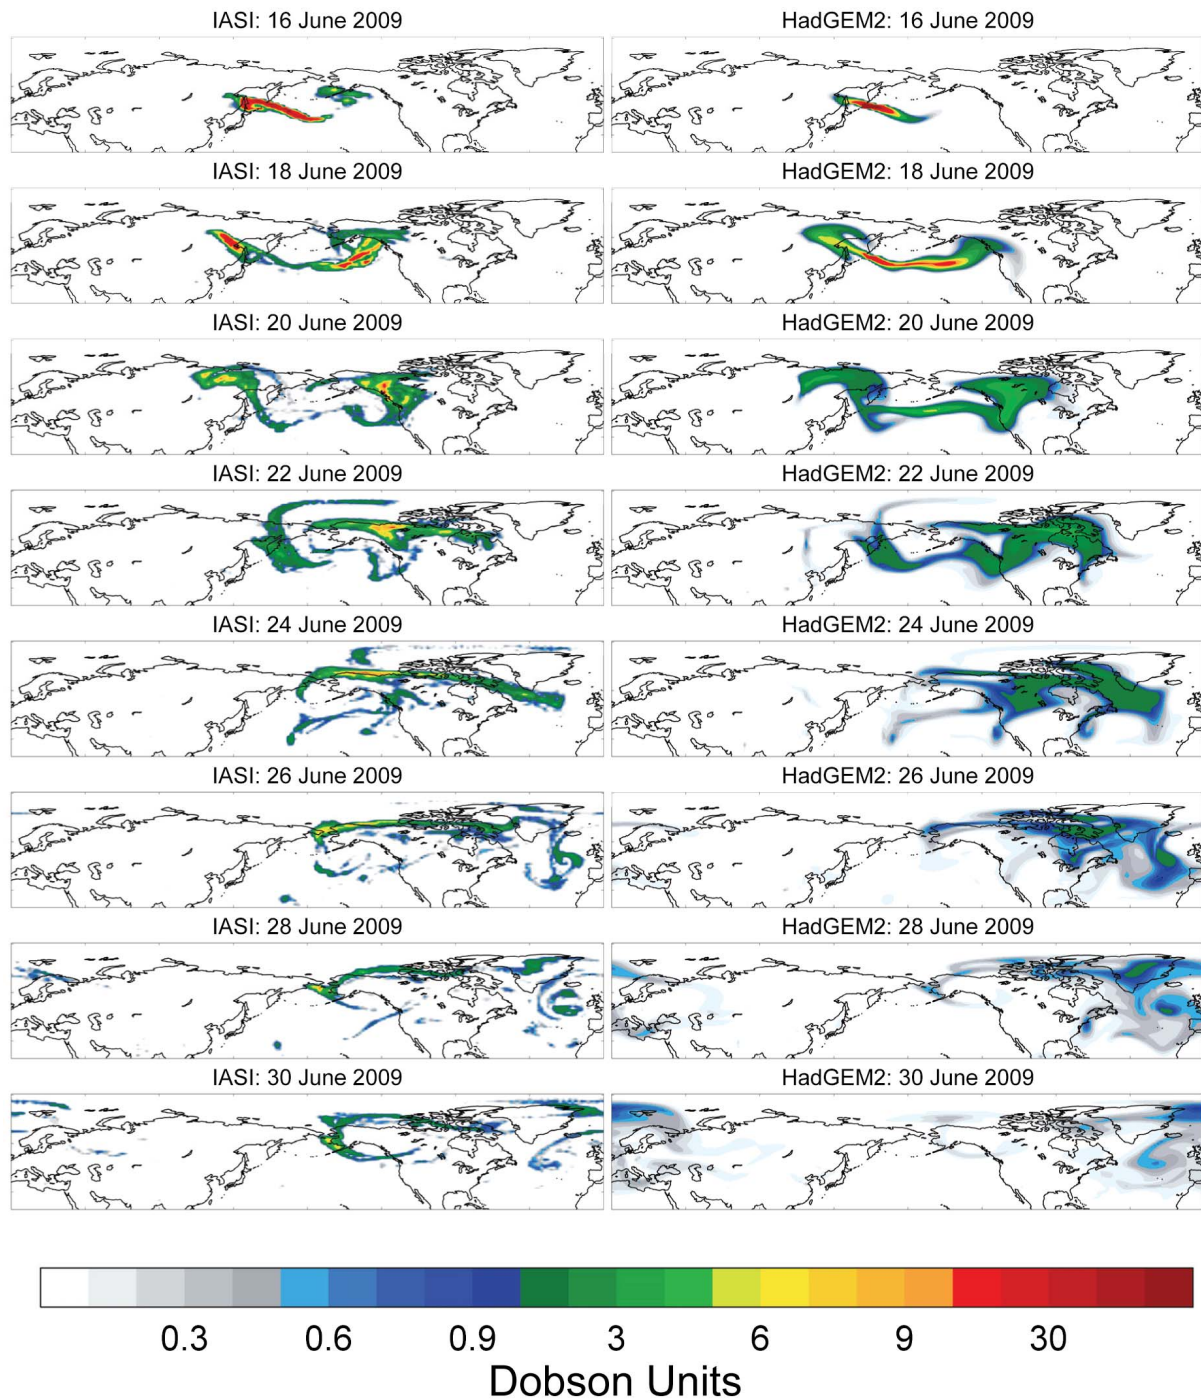 IASI: 16 June 2009
HadGEM2: 16 June 2009
IASI: 18 June 2009
HadGEM2: 18 June 2009
IASI: 20 June 2009
HadGEM2: 20 June 2009
IASI: 22 June 2009
HadGEM2: 22 June 2009
IASI: 24 June 2009
HadGEM2: 24 June 2009
IASI: 26 June 2009
HadGEM2: 26 June 2009
IASI: 28 June 2009
HadGEM2: 28 June 2009
IASI: 30 June 2009
HadGEM2: 30 June 2009
0.3 0.6 0.9 3 6 9 30
Dobson Units